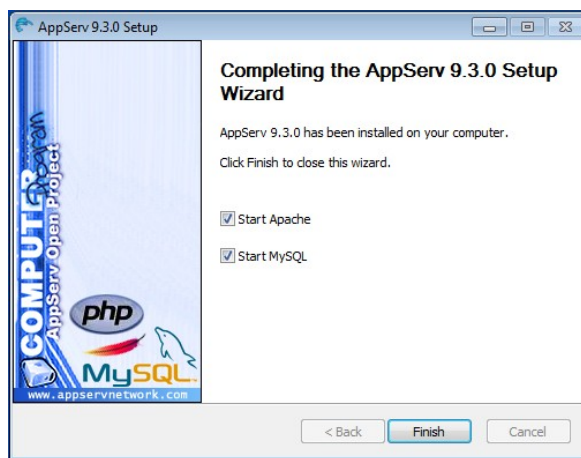 AppServ 9.3.0 Setup
Completing the AppServ 9.3.0 Setup
Wizard
AppServ 9.3.0 has been installed on your computer.
Click Finish to close this wizard.
Start Apache
Start MySQL
COMPUTER
Program
AppServ Open Project
php
MySQL
www.appservnetwork.com
< Back
Finish
Cancel